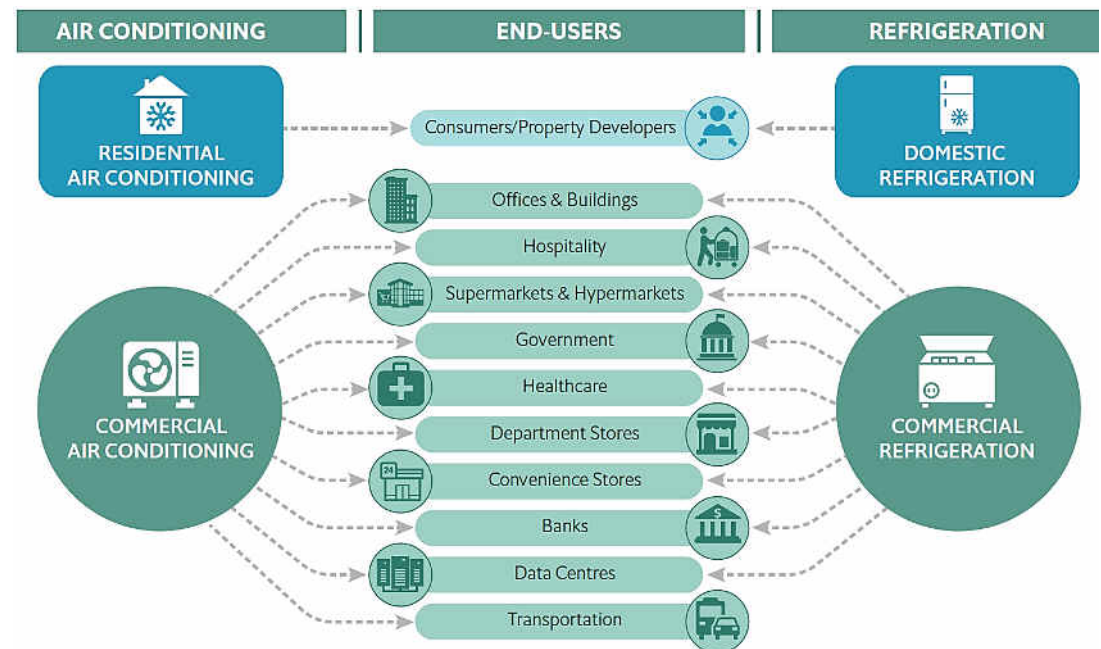 AIR CONDITIONING
END-USERS
REFRIGERATION
RESIDENTIAL
AIR CONDITIONING
Consumers/Property Developers
DOMESTIC
REFRIGERATION
Offices & Buildings
Hospitality
Supermarkets & Hypermarkets
Government
Healthcare
Department Stores
24
Convenience Stores
Banks
$
Data Centres
Transportation
COMMERCIAL
AIR CONDITIONING
COMMERCIAL
REFRIGERATION